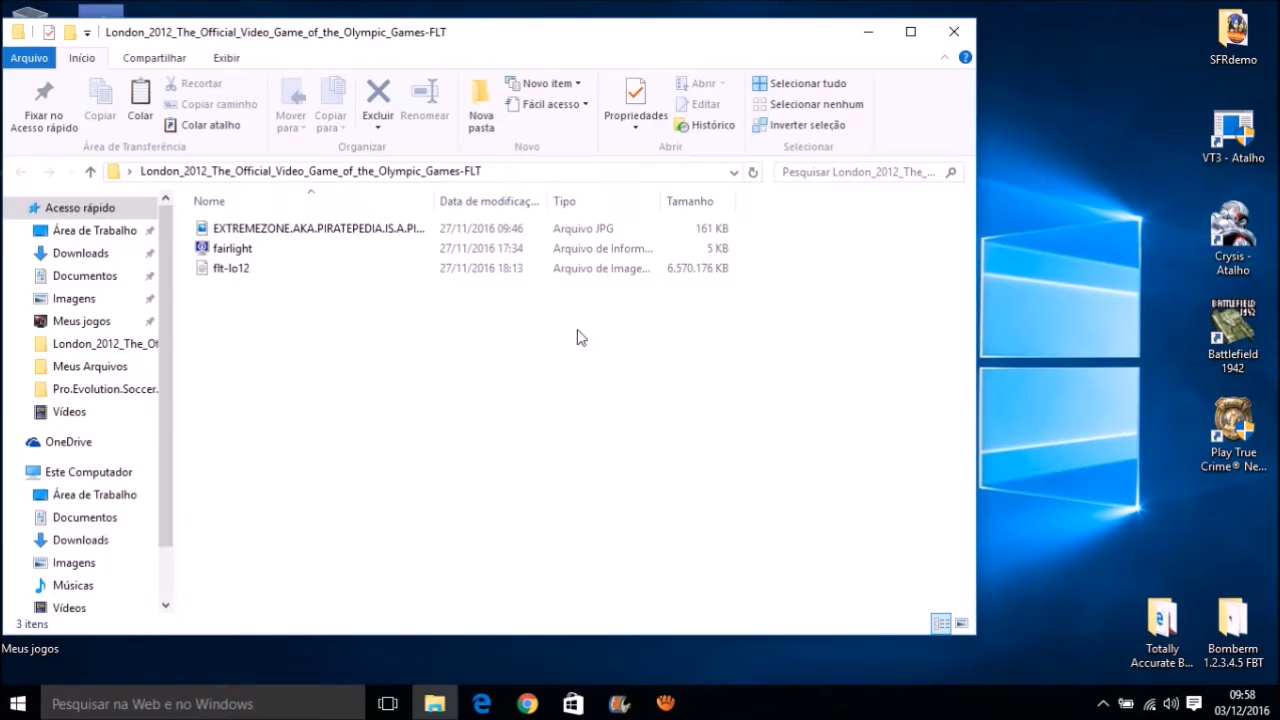 London_2012_The_Official_Video_Game_of_the_Olympic_Games-FLT
Arquivo Início Compartilhar Exibir
Fixar no
Acesso rápido
Copiar
Colar
Recortar
Copiar caminho
Colar atalho
Área de Transferência
Mover
para
Copiar
para
Excluir
Renomear
Organizar
Nova
pasta
Novo item
Fácil acesso
Novo
Propriedades
Abrir
Editar
Histórico
Abrir
Selecionar tudo
Selecionar nenhum
Inverter seleção
Selecionar
London_2012_The_Official_Video_Game_of_the_Olympic_Games-FLT
Pesquisar London_2012_The_...
Nome Data de modificaç... Tipo Tamanho
EXTREMEZONE.AKA.PIRATEPEDIA.IS.A.PI... 27/11/2016 09:46 Arquivo JPG 161 KB
fairlight 27/11/2016 17:34 Arquivo de Inform... 5 KB
flt-lo12 27/11/2016 18:13 Arquivo de Image... 6.570.176 KB
Acesso rápido
Área de Trabalho
Downloads
Documentos
Imagens
Meus jogos
London_2012_The_Of
Meus Arquivos
Pro.Evolution.Soccer.
Vídeos
OneDrive
Este Computador
Área de Trabalho
Documentos
Downloads
Imagens
Músicas
Vídeos
3 itens
Meus jogos
SFRdemo
VT3 - Atalho
Crysis -
Atalho
BATTLEFIELD
1942
Battlefield
1942
Play True
Crime® Ne...
Totally
Accurate B...
Bomberm
1.2.3.4.5 FBT
Pesquisar na Web e no Windows
09:58
03/12/2016